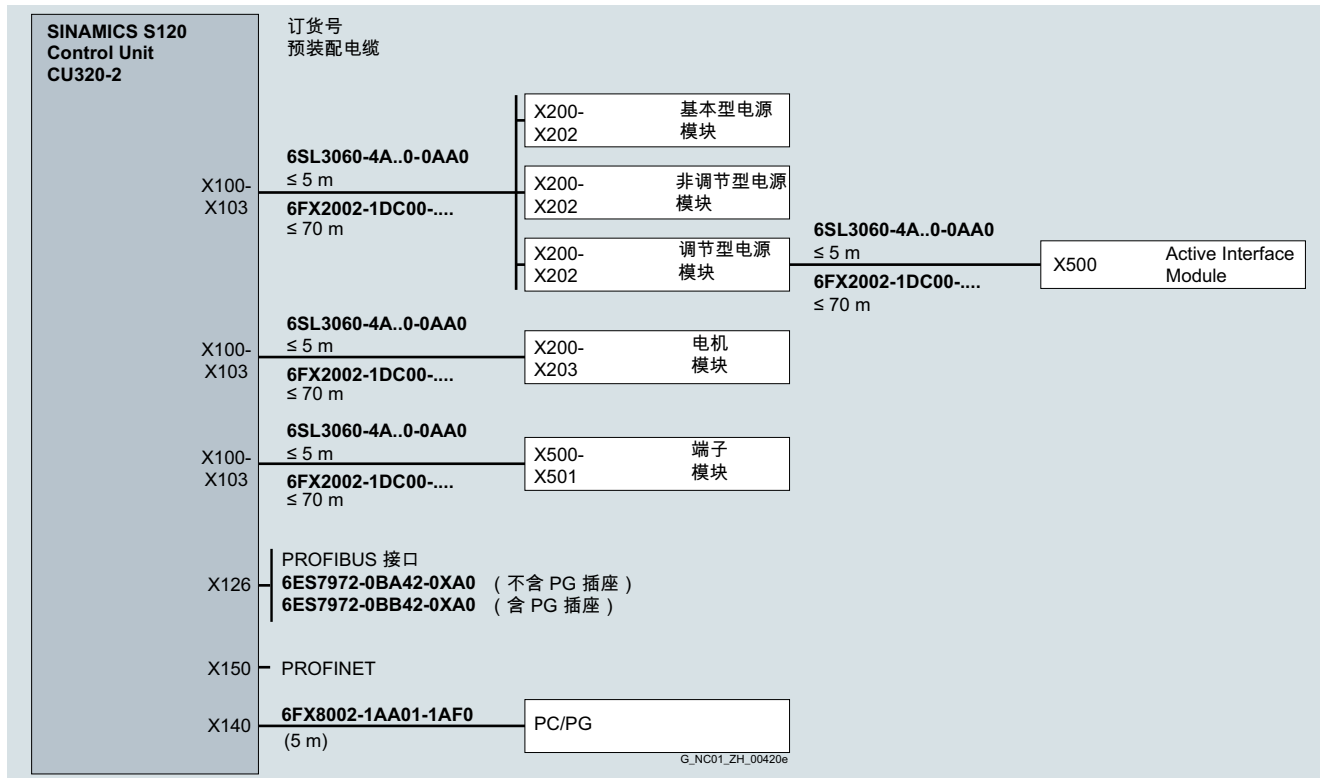 SINAMICS S120
Control Unit
CU320-2
订货号
预装配电缆
X100-
X103
6SL3060-4A..0-0AA0
≤ 5 m
6FX2002-1DC00-....
≤ 70 m
X200-
X202
基本型电源
模块
X200-
X202
非调节型电源
模块
X200-
X202
调节型电源
模块
6SL3060-4A..0-0AA0
≤ 5 m
6FX2002-1DC00-....
≤ 70 m
X500
Active Interface
Module
X100-
X103
6SL3060-4A..0-0AA0
≤ 5 m
6FX2002-1DC00-....
≤ 70 m
X200-
X203
电机
模块
X100-
X103
6SL3060-4A..0-0AA0
≤ 5 m
6FX2002-1DC00-....
≤ 70 m
X500-
X501
端子
模块
X126
PROFIBUS 接口
6ES7972-0BA42-0XA0 (不含 PG 插座)
6ES7972-0BB42-0XA0 (含 PG 插座)
X150
PROFINET
X140
6FX8002-1AA01-1AF0
(5 m)
PC/PG
G_NC01_ZH_00420e